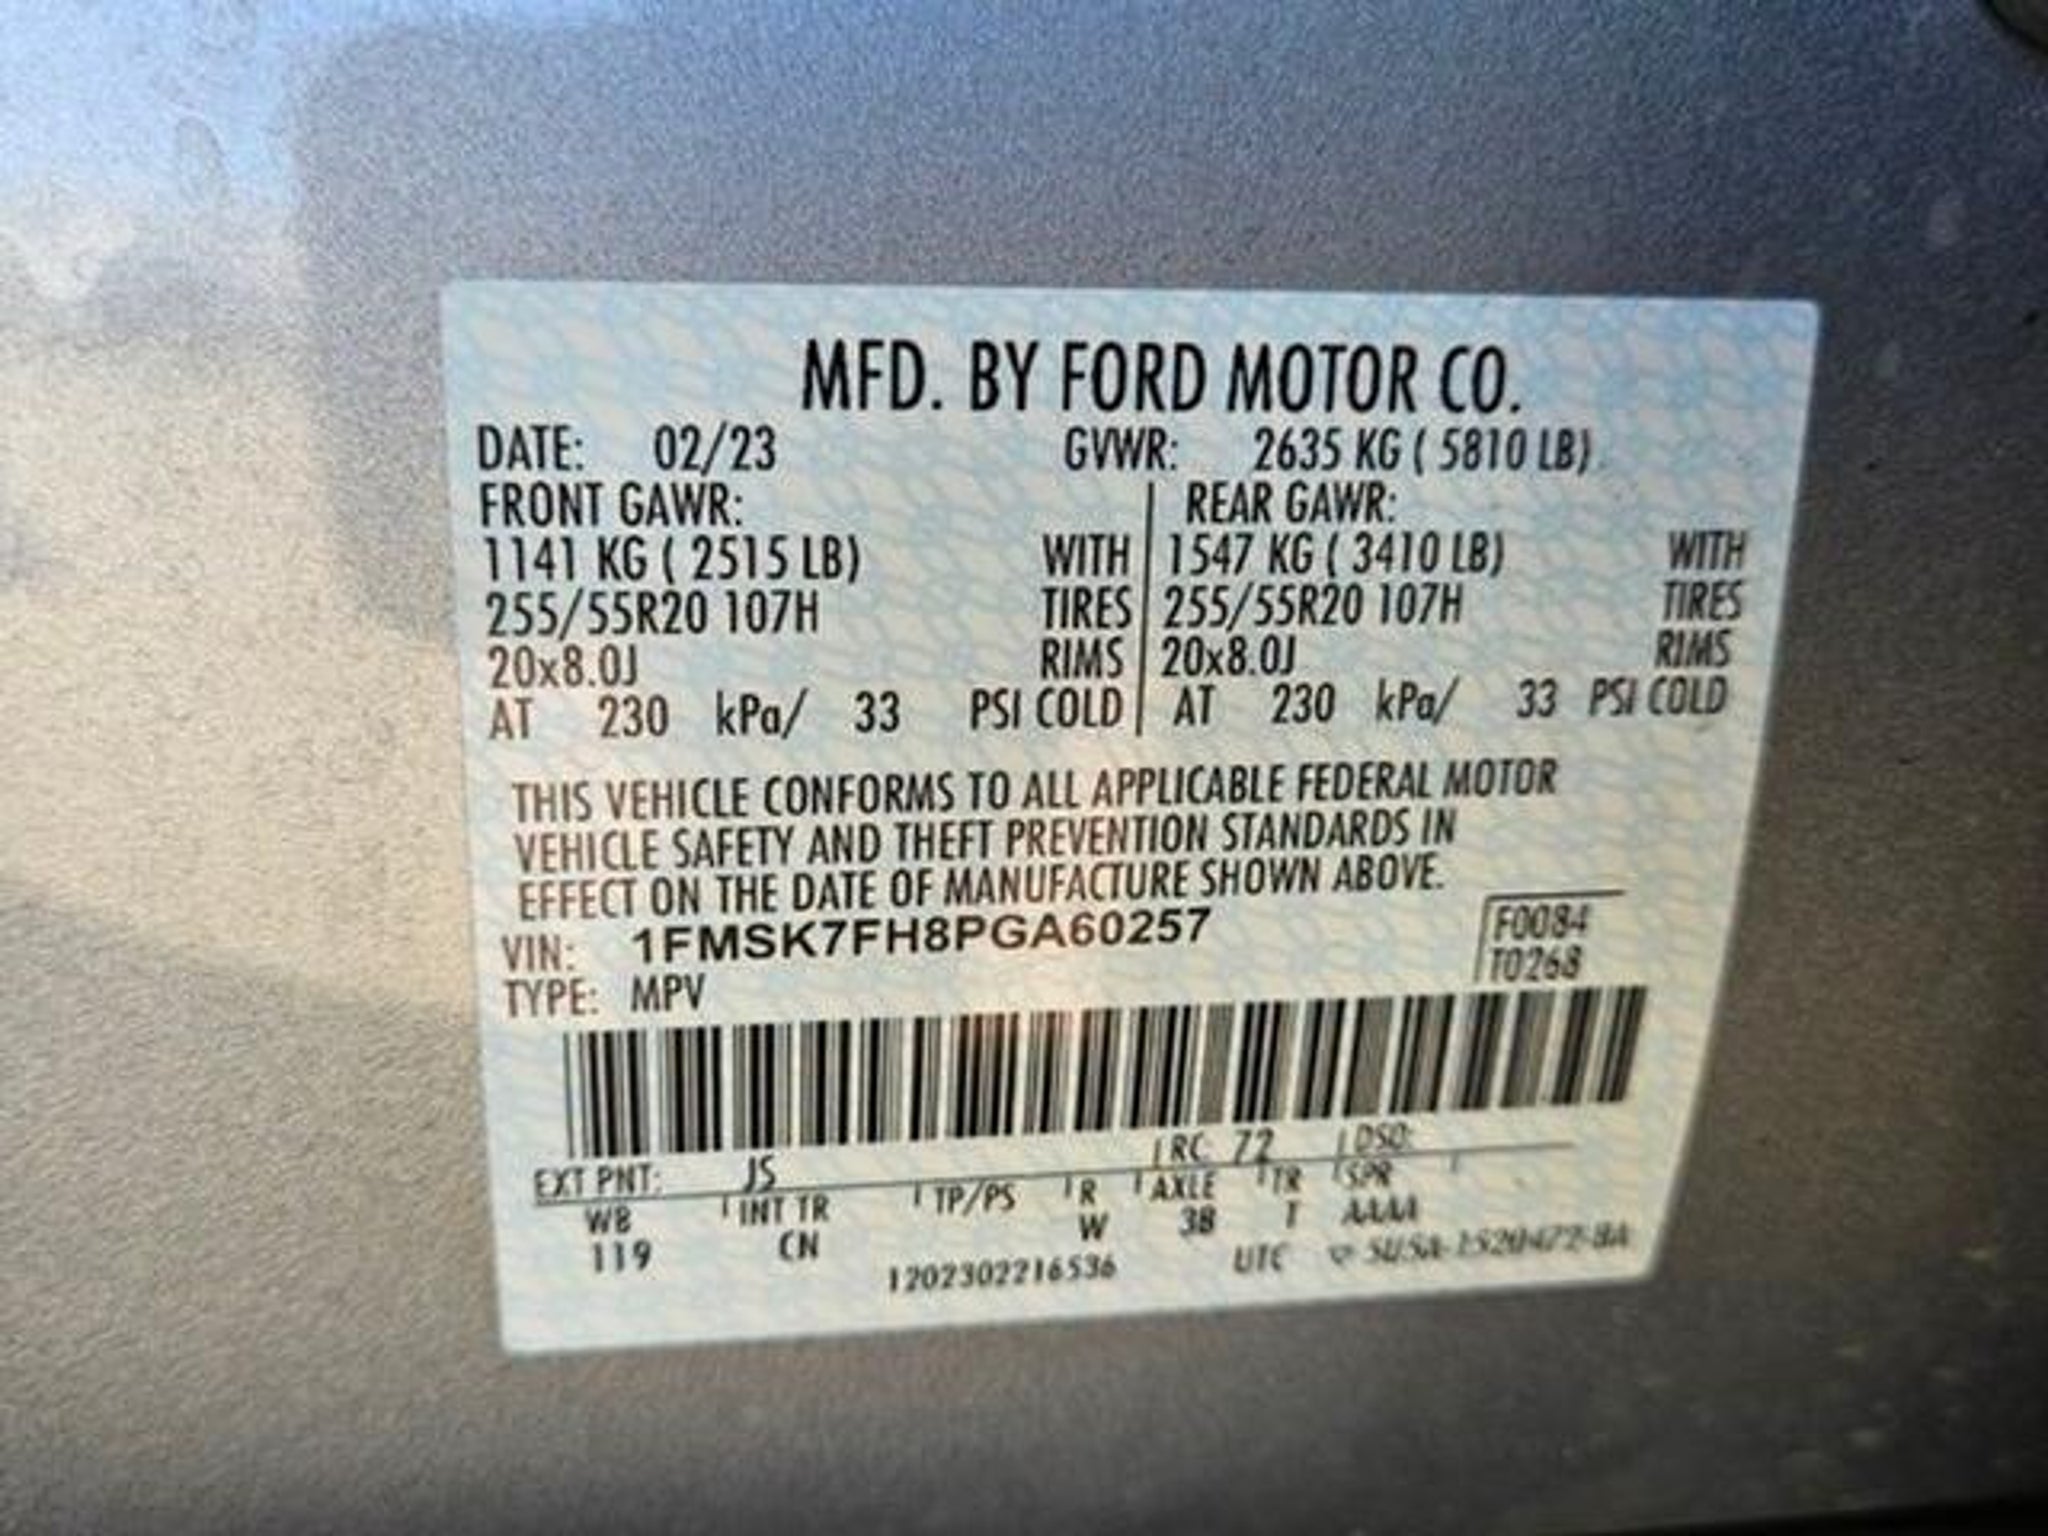 MFD. BY FORD MOTOR CO.
DATE: 02/23 GVWR: 2635 KG ( 5810 LB)
FRONT GAWR: REAR GAWR:
1141 KG ( 2515 LB) WITH 1547 KG ( 3410 LB) WITH
255/55R20 107H TIRES 255/55R20 107H TIRES
20x8.0J RIMS 20x8.0J RIMS
AT 230 kPa/ 33 PSI COLD AT 230 kPa/ 33 PSI COLD
THIS VEHICLE CONFORMS TO ALL APPLICABLE FEDERAL MOTOR
VEHICLE SAFETY AND THEFT PREVENTION STANDARDS IN
EFFECT ON THE DATE OF MANUFACTURE SHOWN ABOVE.
VIN: 1FMSK7FH8PGA60257 F0084
TYPE: MPV T0268
EXT PNT: JS RC: 72 DSO:
WB INT TR TP/PS R AXLE TR SPR
119 CN W 3B T AAAA
1202302216536 UTC